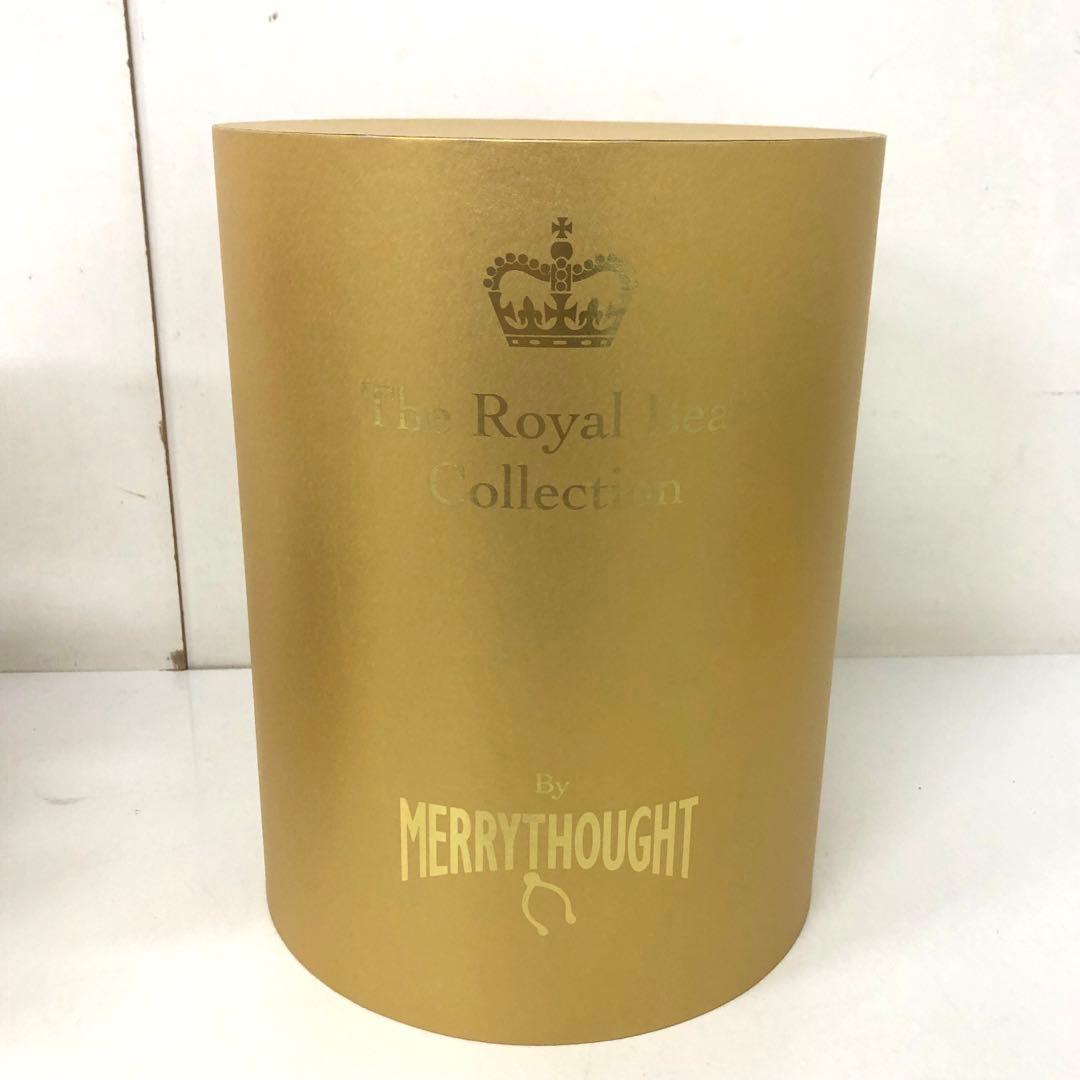 The Royal Bear
Collection
By
MERRYTHOUGHT